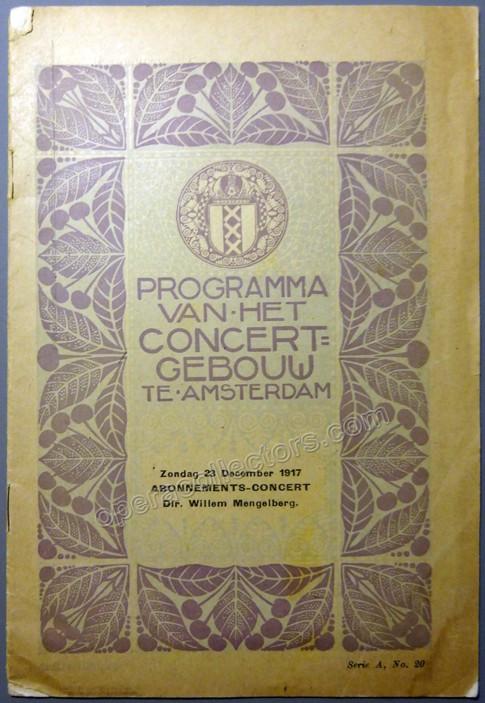 PROGRAMMA
VAN·HET
CONCERT=
GEBOUW
TE·AMSTERDAM
Zondag 23 December 1917
ABONNEMENTS-CONCERT
Dir. Willem Mengelberg.
operacollectors.com
Serie A, No. 20